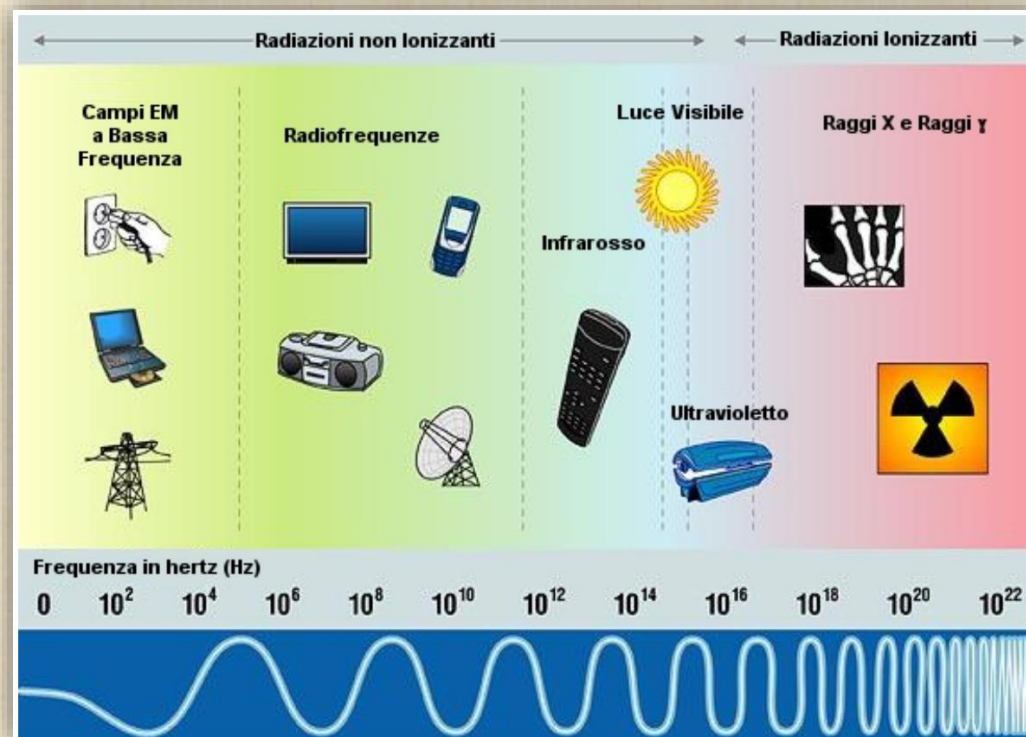 Radiazioni non Ionizzanti
Radiazioni Ionizzanti
Campi EM
a Bassa
Frequenza
Radiofrequenze
Infrarosso
Luce Visibile
Ultravioletto
Raggi X e Raggi γ
Frequenza in hertz (Hz)
0 10² 10⁴ 10⁶ 10⁸ 10¹⁰ 10¹² 10¹⁴ 10¹⁶ 10¹⁸ 10²⁰ 10²²